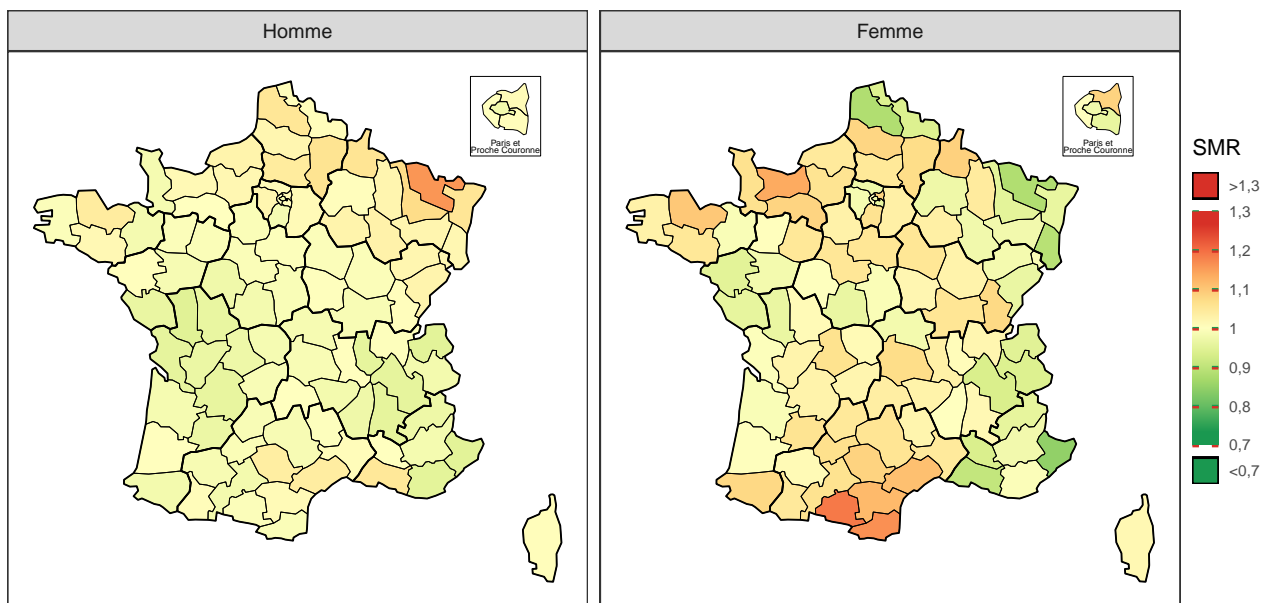 Homme
Femme
Paris et
Proche Couronne
Paris et
Proche Couronne
SMR
>1,3
1,3
1,2
1,1
1
0,9
0,8
0,7
<0,7